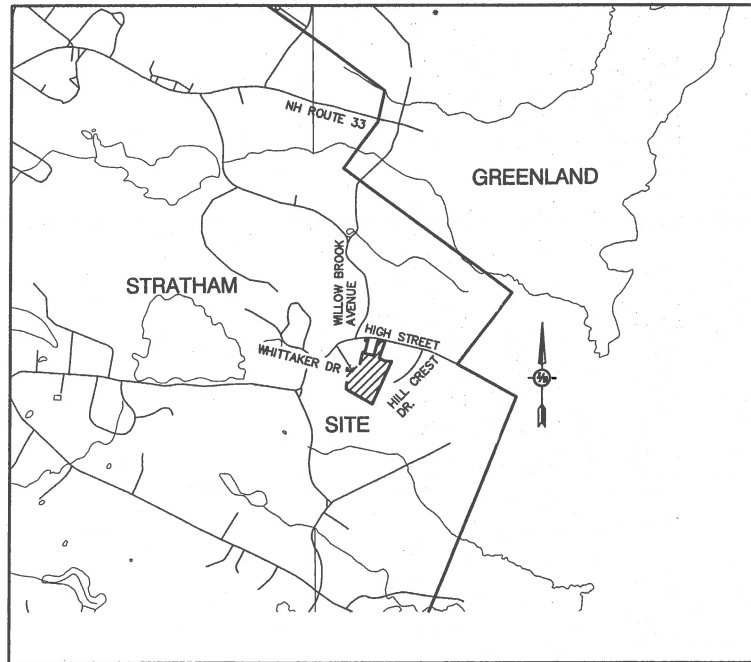 NH ROUTE 33
GREENLAND
STRATHAM
WILLOW BROOK
AVENUE
HIGH STREET
WHITTAKER DR
HILL CREST
DR.
SITE